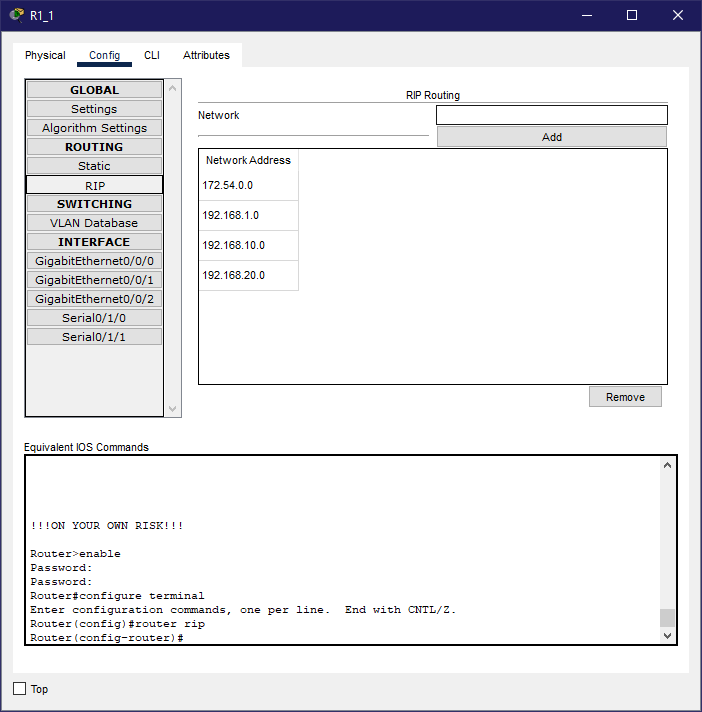 R1_1
Physical Config CLI Attributes
GLOBAL
Settings
Algorithm Settings
ROUTING
Static
RIP
SWITCHING
VLAN Database
INTERFACE
GigabitEthernet0/0/0
GigabitEthernet0/0/1
GigabitEthernet0/0/2
Serial0/1/0
Serial0/1/1
RIP Routing
Network
Add
Network Address
172.54.0.0
192.168.1.0
192.168.10.0
192.168.20.0
Remove
Equivalent IOS Commands
!!!ON YOUR OWN RISK!!!
Router>enable
Password:
Password:
Router#configure terminal
Enter configuration commands, one per line.  End with CNTL/Z.
Router(config)#router rip
Router(config-router)#
Top